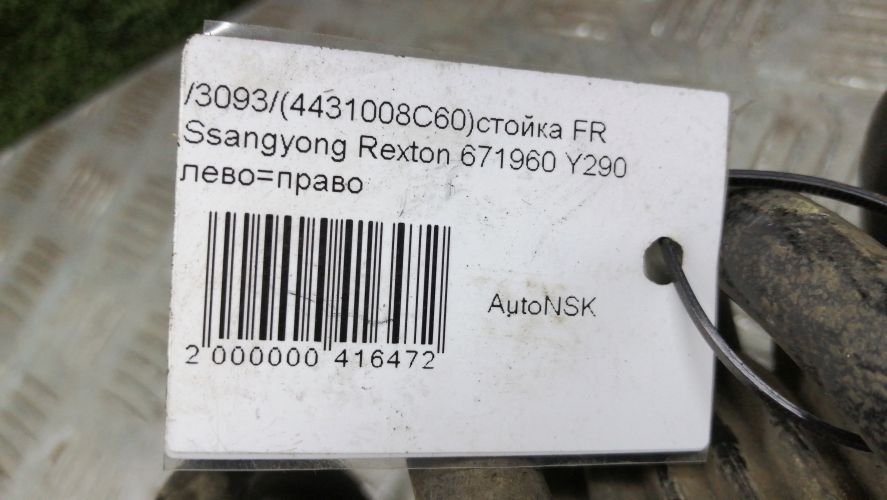 /3093/(4431008C60)стойка FR
Ssangyong Rexton 671960 Y290
лево=право
AutoNSK
2 000000 416472